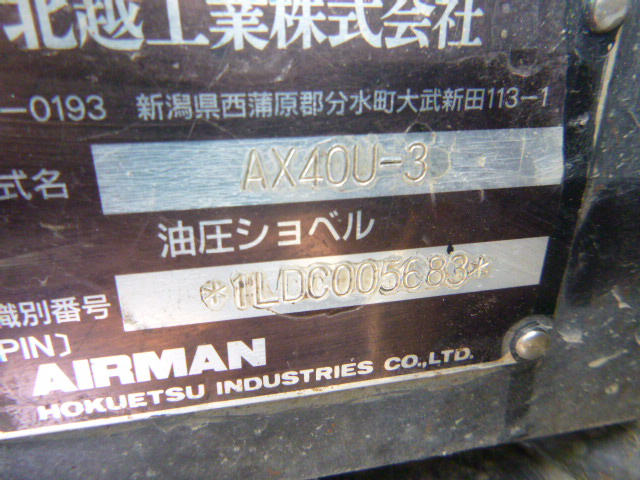 北越工業株式会社
-0193 新潟県西蒲原郡分水町大武新田113-1
式名 AX40U-3
油圧ショベル
識別番号 *1LDC005683*
PIN〕
AIRMAN
HOKUETSU INDUSTRIES CO.,LTD.